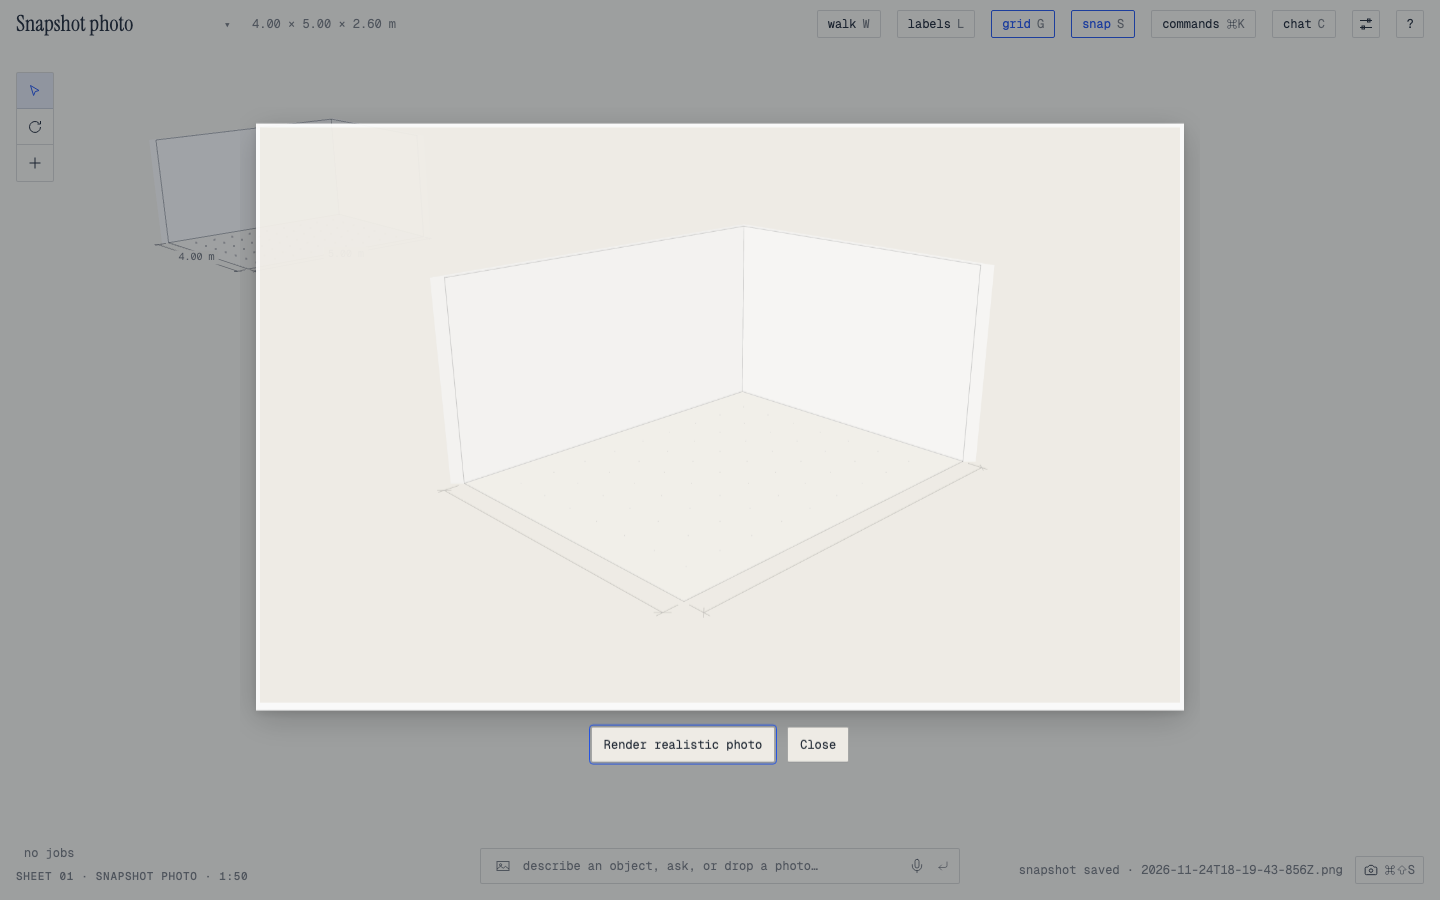 Snapshot photo ▾ 4.00 × 5.00 × 2.60 m walk W labels L grid G snap S commands ⌘K chat C ?
4.00 m
Render realistic photo Close
no jobs
describe an object, ask, or drop a photo…
snapshot saved · 2026-11-24T18-19-43-856Z.png ⌘⇧S
SHEET 01 · SNAPSHOT PHOTO · 1:50